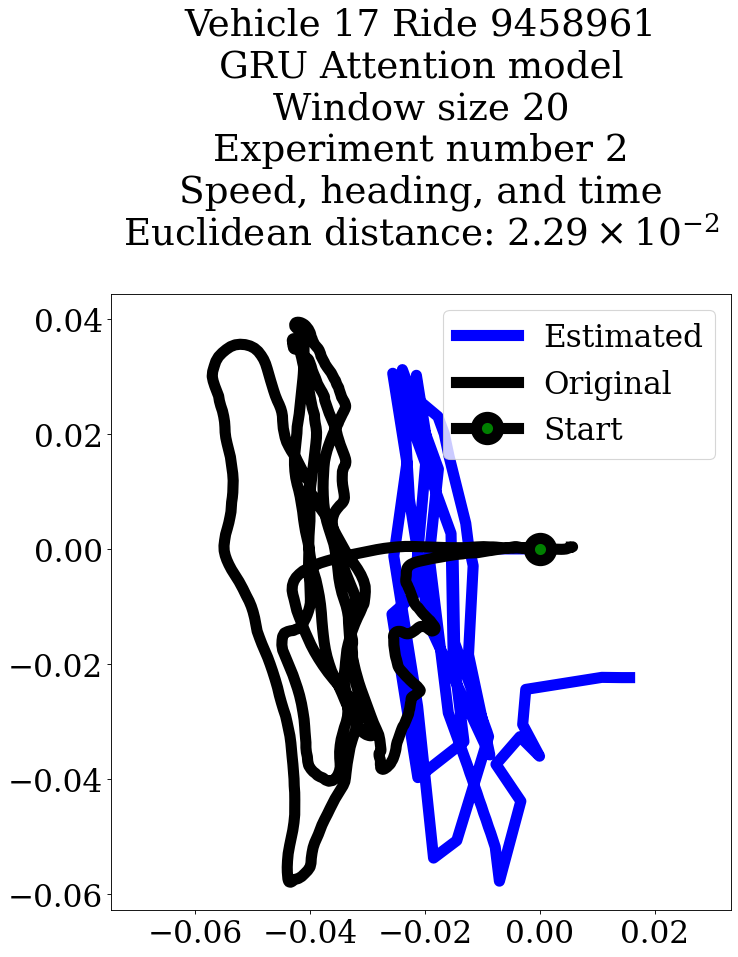 Vehicle 17 Ride 9458961
GRU Attention model
Window size 20
Experiment number 2
Speed, heading, and time
Euclidean distance: 2.29 × 10⁻²
Estimated
Original
Start
0.04
0.02
0.00
−0.02
−0.04
−0.06
−0.06 −0.04 −0.02 0.00 0.02